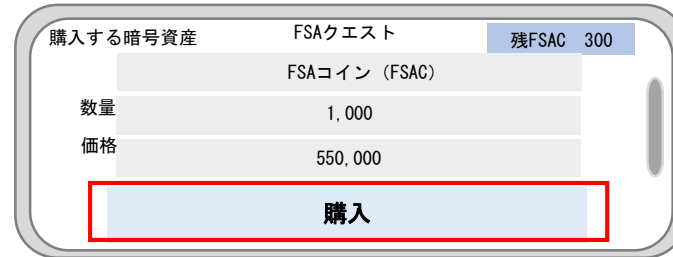 FSAクエスト
購入する暗号資産
残FSAC 300
FSAコイン（FSAC）
数量
1,000
価格
550,000
購入